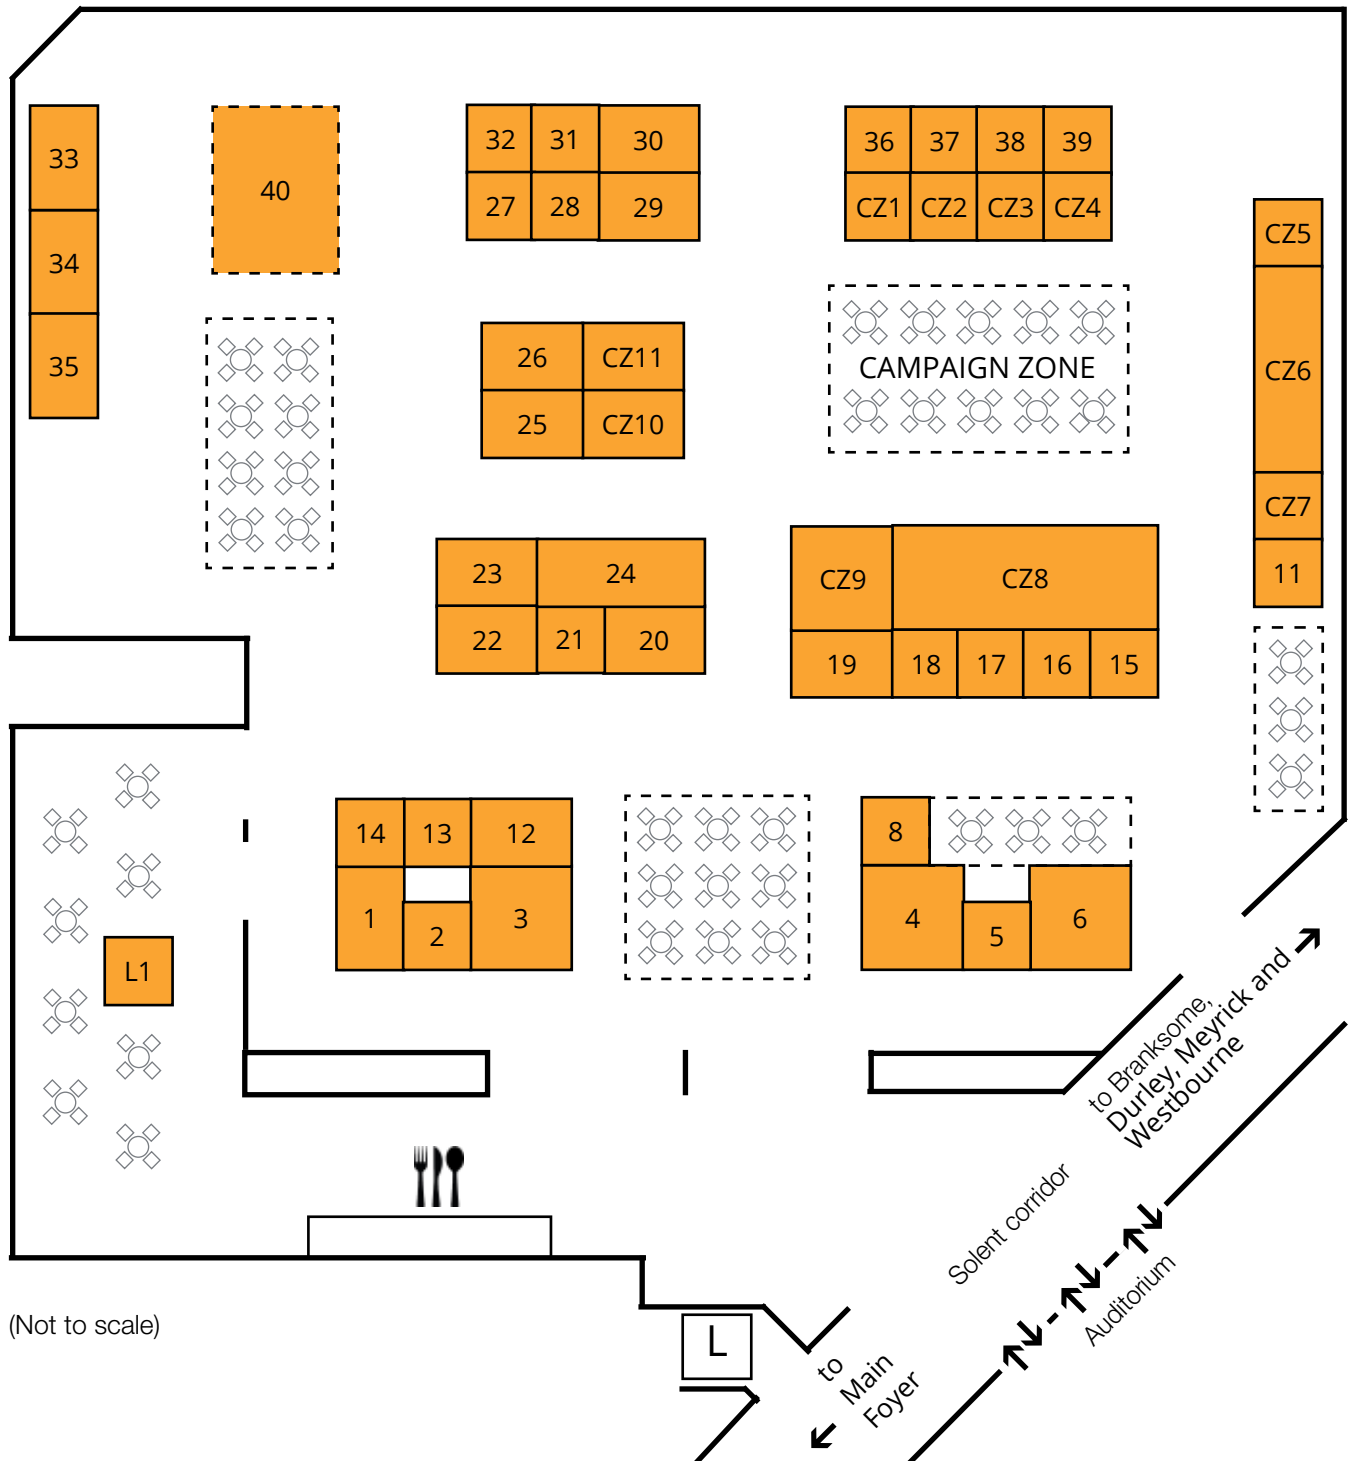 33
34
35
40
32 31 30
27 28 29
36 37 38 39
CZ1 CZ2 CZ3 CZ4
CZ5
CZ6
CZ7
11
26 CZ11
25 CZ10
CAMPAIGN ZONE
23 24
22 21 20
CZ9 CZ8
19 18 17 16 15
14 13 12
1 2 3
8
4 5 6
L1
to Branksome,
Durley, Meyrick and
Westbourne
Solent corridor
Auditorium
(Not to scale)
L
to
Main
Foyer